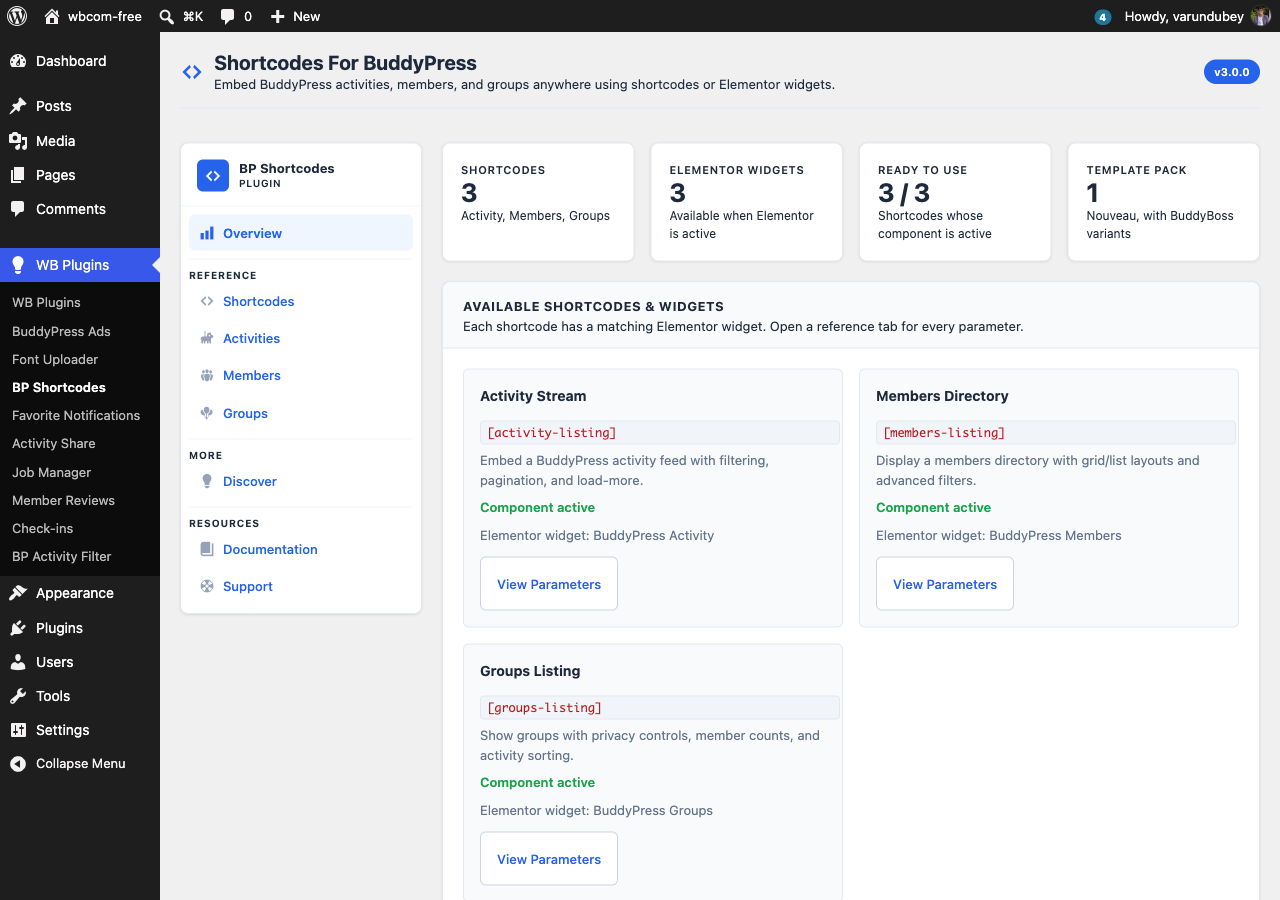 wbcom-free
⌘K
0
New
4
Howdy, varundubey
Dashboard
Posts
Media
Pages
Comments
WB Plugins
WB Plugins
BuddyPress Ads
Font Uploader
BP Shortcodes
Favorite Notifications
Activity Share
Job Manager
Member Reviews
Check-ins
BP Activity Filter
Appearance
Plugins
Users
Tools
Settings
Collapse Menu
Shortcodes For BuddyPress
Embed BuddyPress activities, members, and groups anywhere using shortcodes or Elementor widgets.
v3.0.0
BP Shortcodes
PLUGIN
Overview
REFERENCE
Shortcodes
Activities
Members
Groups
MORE
Discover
RESOURCES
Documentation
Support
SHORTCODES
3
Activity, Members, Groups
ELEMENTOR WIDGETS
3
Available when Elementor
is active
READY TO USE
3 / 3
Shortcodes whose
component is active
TEMPLATE PACK
1
Nouveau, with BuddyBoss
variants
AVAILABLE SHORTCODES & WIDGETS
Each shortcode has a matching Elementor widget. Open a reference tab for every parameter.
Activity Stream
[activity-listing]
Embed a BuddyPress activity feed with filtering,
pagination, and load-more.
Component active
Elementor widget: BuddyPress Activity
View Parameters
Members Directory
[members-listing]
Display a members directory with grid/list layouts and
advanced filters.
Component active
Elementor widget: BuddyPress Members
View Parameters
Groups Listing
[groups-listing]
Show groups with privacy controls, member counts, and
activity sorting.
Component active
Elementor widget: BuddyPress Groups
View Parameters